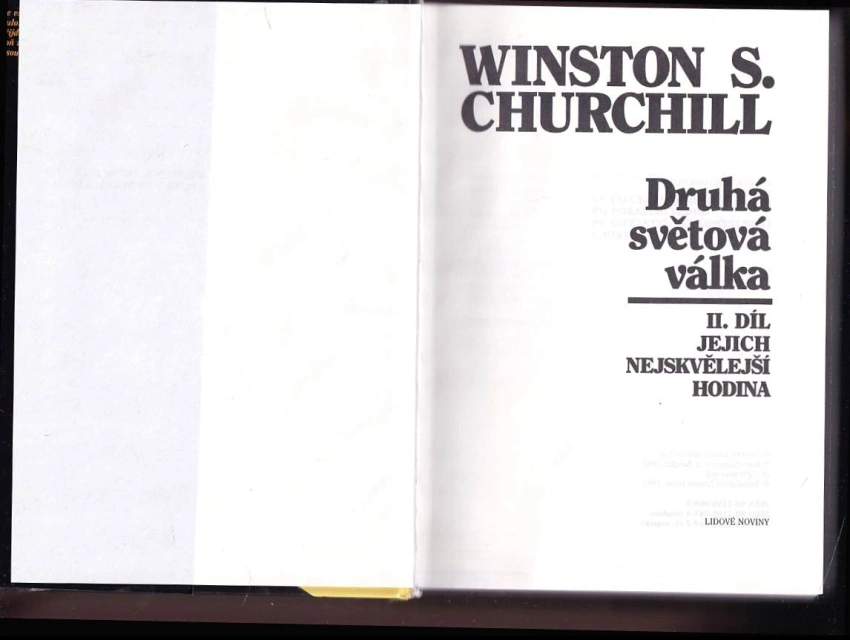 WINSTON S.
CHURCHILL
Druhá
světová
válka
II. DÍL
JEJICH
NEJSKVĚLEJŠÍ
HODINA
LIDOVÉ NOVINY